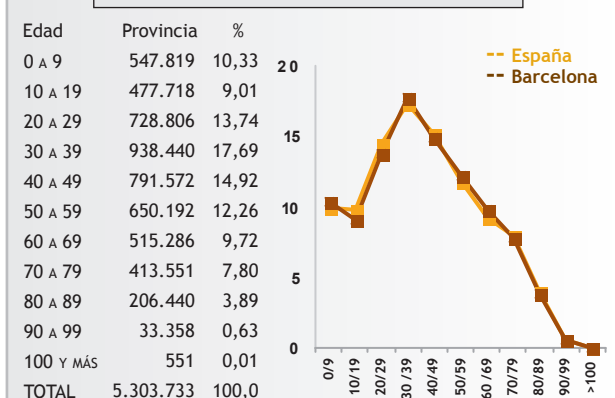 Edad Provincia %
0 A 9 547.819 10,33
10 A 19 477.718 9,01
20 A 29 728.806 13,74
30 A 39 938.440 17,69
40 A 49 791.572 14,92
50 A 59 650.192 12,26
60 A 69 515.286 9,72
70 A 79 413.551 7,80
80 A 89 206.440 3,89
90 A 99 33.358 0,63
100 Y MÁS 551 0,01
TOTAL 5.303.733 100,0
España
Barcelona
20
15
10
5
0
0/9
10/19
20/29
30/39
40/49
50/59
60/69
70/79
80/89
90/99
>100